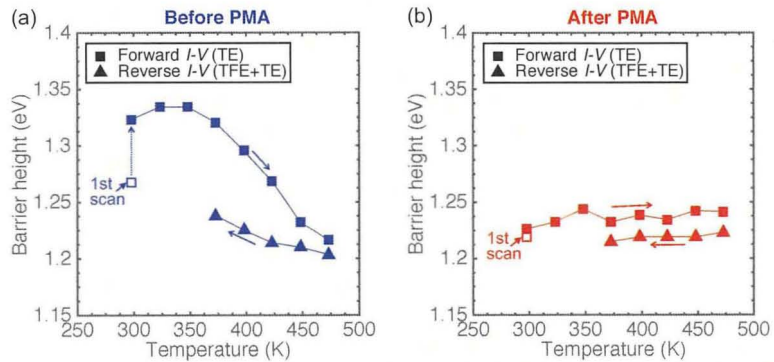 (a)
Before PMA
1.4
1.35
1.3
1.25
1.2
1.15
Barrier height (eV)
Forward I-V (TE)
Reverse I-V (TFE+TE)
1st
scan
250 300 350 400 450 500
Temperature (K)
(b)
After PMA
1.4
1.35
1.3
1.25
1.2
1.15
Barrier height (eV)
Forward I-V (TE)
Reverse I-V (TFE+TE)
1st
scan
250 300 350 400 450 500
Temperature (K)